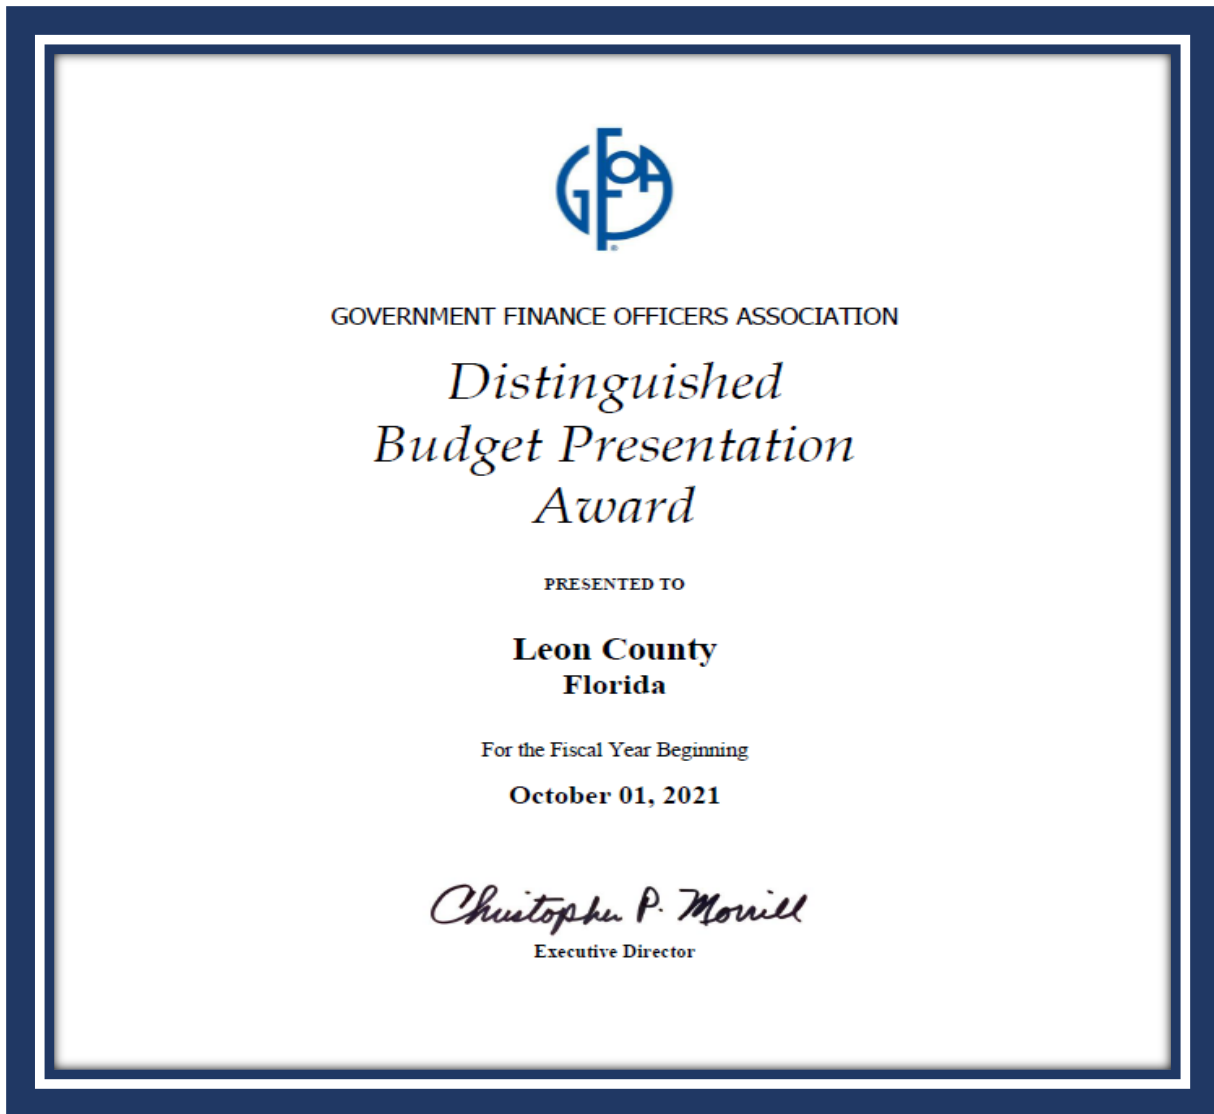 GFOA®
GOVERNMENT FINANCE OFFICERS ASSOCIATION
Distinguished
Budget Presentation
Award
PRESENTED TO
Leon County
Florida
For the Fiscal Year Beginning
October 01, 2021
Christopher P. Morrill
Executive Director